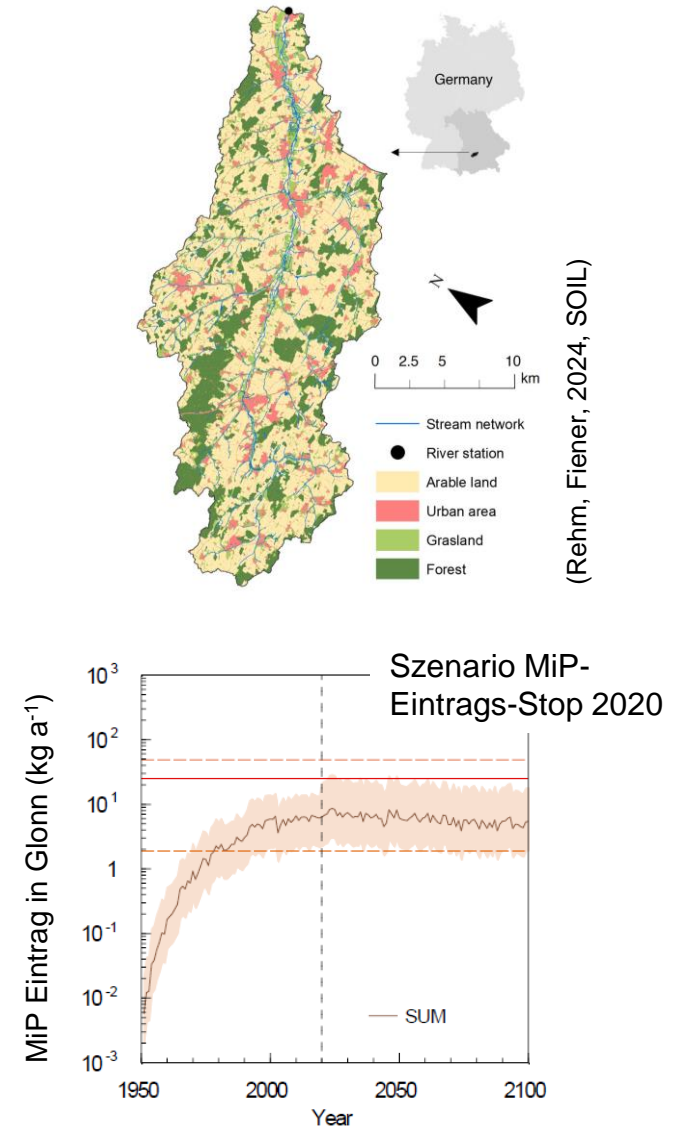 Germany
N
0 2.5 5 10
km
Stream network
River station
Arable land
Urban area
Grasland
Forest
(Rehm, Fiener, 2024, SOIL)
Szenario MiP-
Eintrags-Stop 2020
MiP Eintrag in Glonn (kg a⁻¹)
10³
10²
10¹
1
10⁻¹
10⁻²
10⁻³
SUM
1950 2000 2050 2100
Year